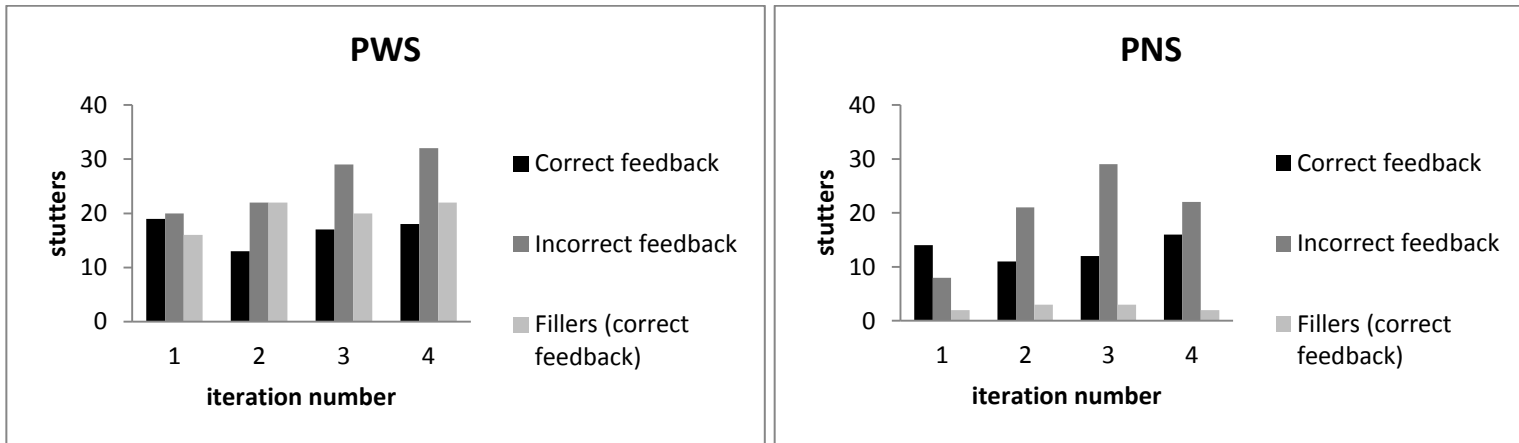 PWS
40
30
20
10
0
stutters
1 2 3 4
iteration number
Correct feedback
Incorrect feedback
Fillers (correct
feedback)
PNS
40
30
20
10
0
stutters
1 2 3 4
iteration number
Correct feedback
Incorrect feedback
Fillers (correct
feedback)